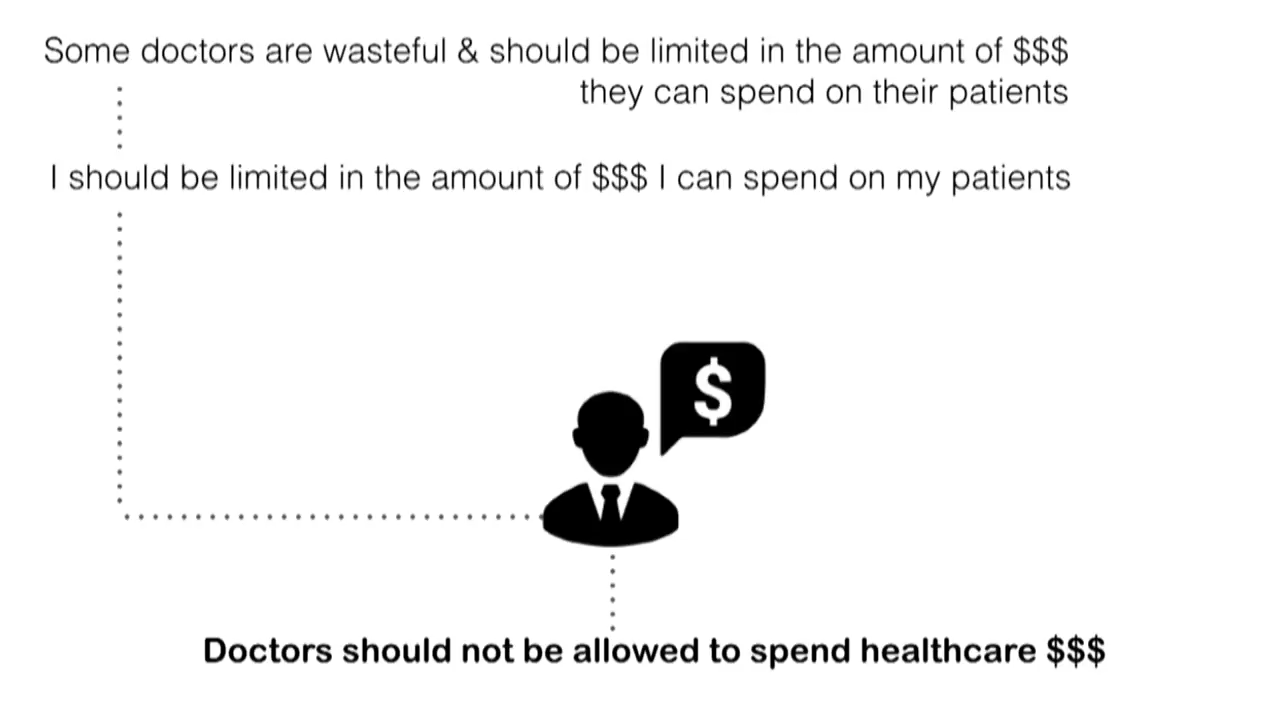 Some doctors are wasteful & should be limited in the amount of $$$
they can spend on their patients
I should be limited in the amount of $$$ I can spend on my patients
$
Doctors should not be allowed to spend healthcare $$$